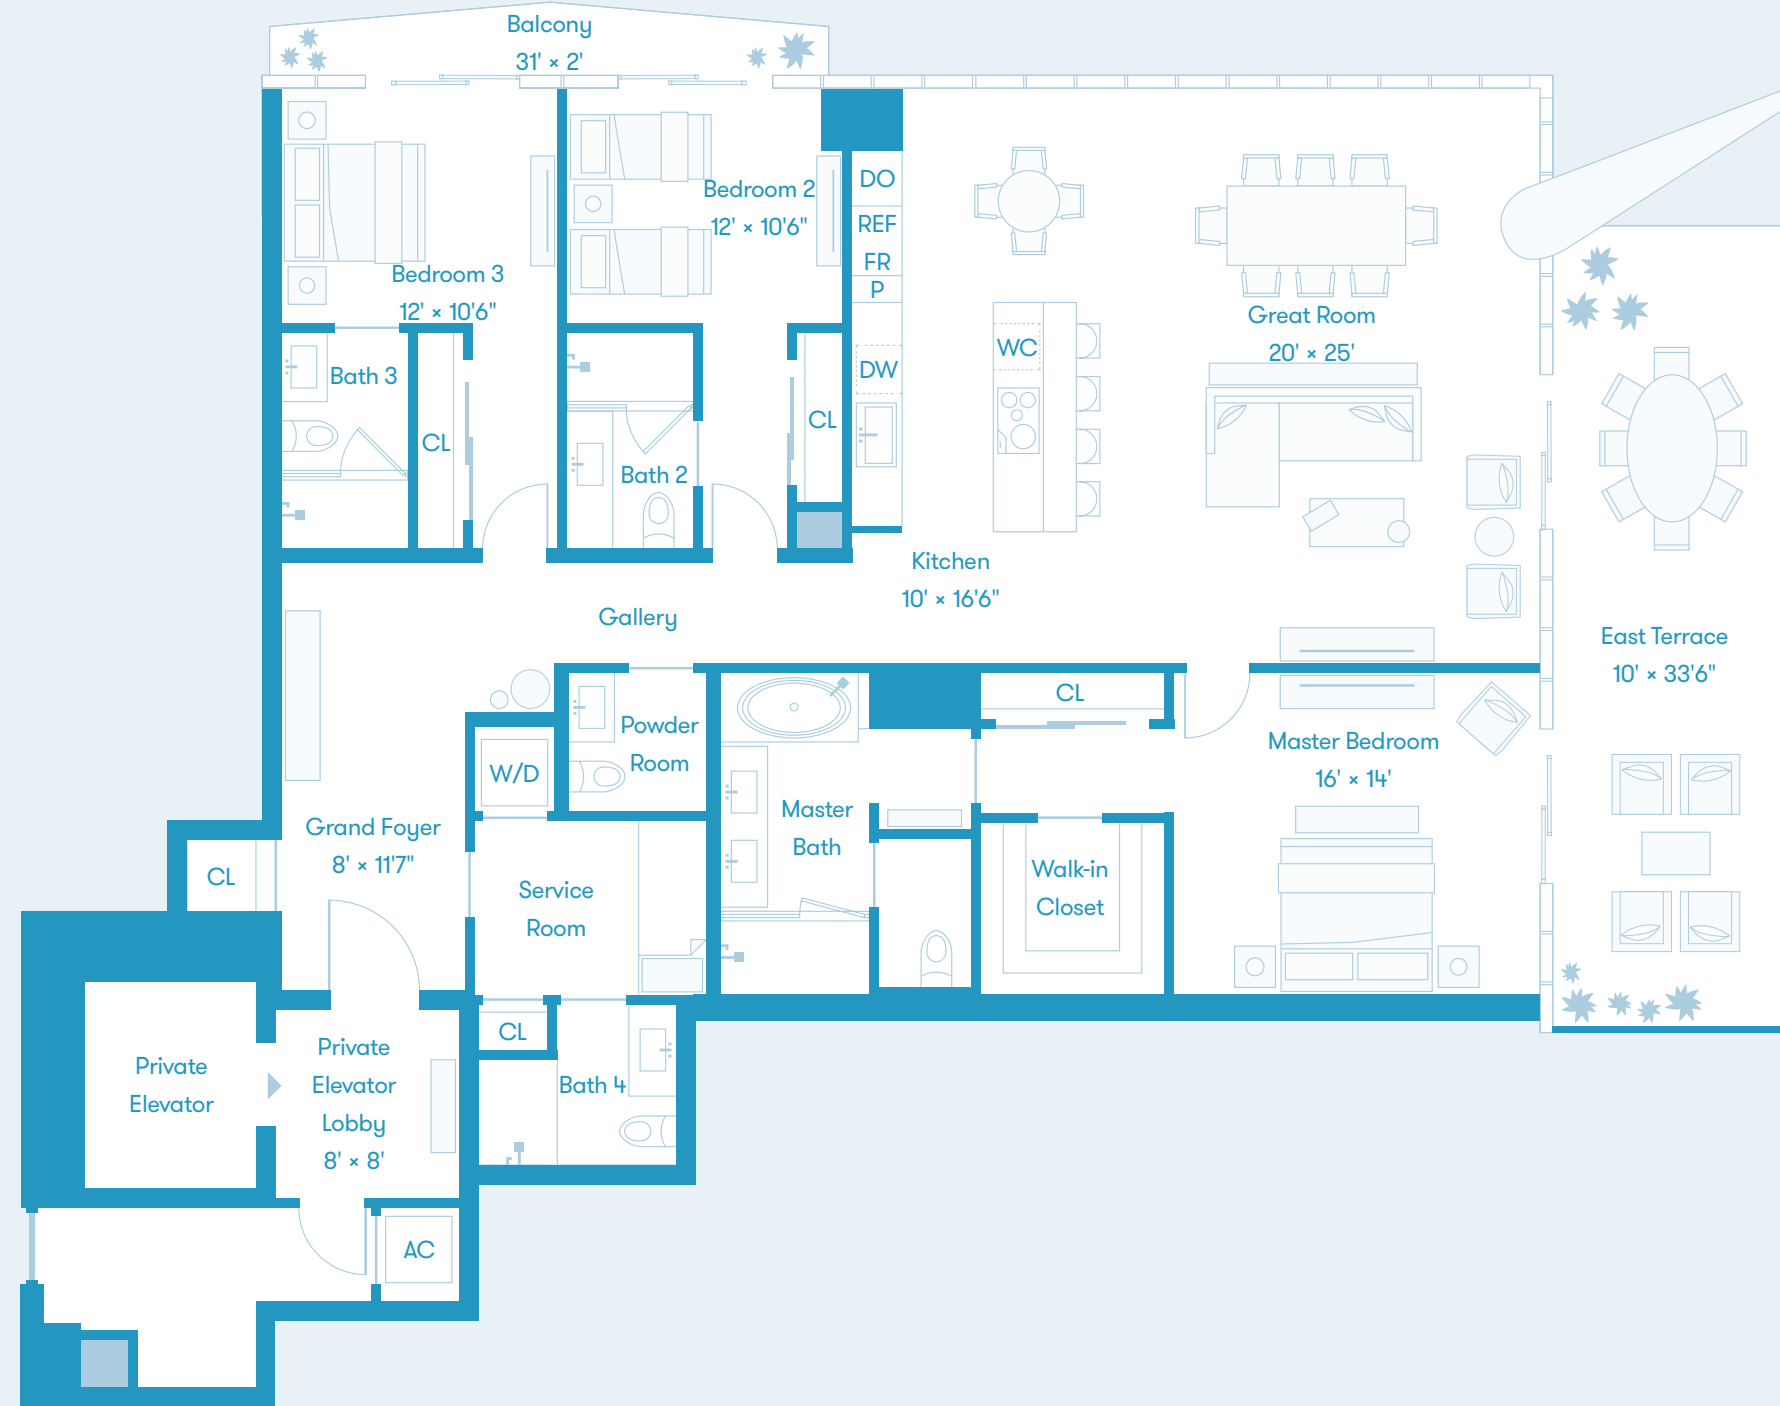 Balcony
31' × 2'
Bedroom 2
12' × 10'6"
DO
REF
FR
P
DW
Bedroom 3
12' × 10'6"
Bath 3
CL
Bath 2
CL
WC
Great Room
20' × 25'
Kitchen
10' × 16'6"
Gallery
East Terrace
10' × 33'6"
CL
Powder
Room
W/D
Master Bedroom
16' × 14'
Master
Bath
Grand Foyer
8' × 11'7"
CL
Service
Room
Walk-in
Closet
CL
Private
Elevator
Private
Elevator
Lobby
8' × 8'
Bath 4
AC